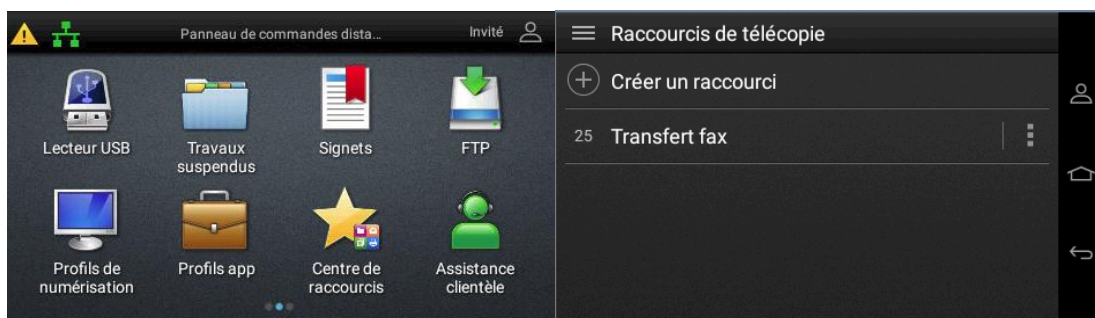 Panneau de commandes dista...
Invité
Lecteur USB
Travaux
suspendus
Signets
FTP
Profils de
numérisation
Profils app
Centre de
raccourcis
Assistance
clientèle
Raccourcis de télécopie
Créer un raccourci
25 Transfert fax